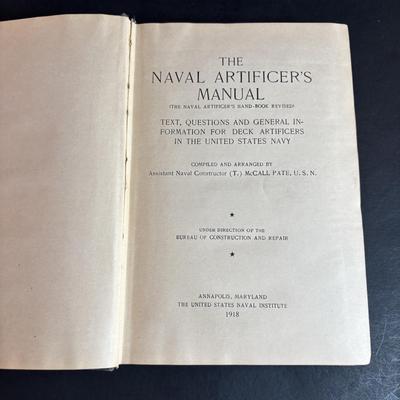 THE
NAVAL ARTIFICER'S
MANUAL
(THE NAVAL ARTIFICER'S HAND-BOOK REVISED)
TEXT, QUESTIONS AND GENERAL IN-
FORMATION FOR DECK ARTIFICERS
IN THE UNITED STATES NAVY
COMPILED AND ARRANGED BY
Assistant Naval Constructor (T.) McCALL PATE, U. S. N.
UNDER DIRECTION OF THE
BUREAU OF CONSTRUCTION AND REPAIR
ANNAPOLIS, MARYLAND
THE UNITED STATES NAVAL INSTITUTE
1918